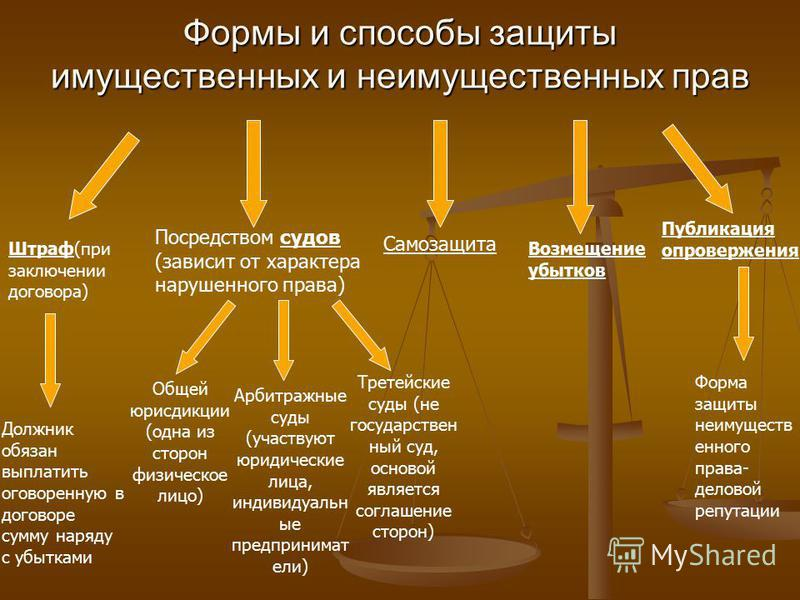 Формы и способы защиты
имущественных и неимущественных прав
Штраф(при
заключении
договора)
Посредством судов
(зависит от характера
нарушенного права)
Самозащита
Возмещение
убытков
Публикация
опровержения
Должник
обязан
выплатить
оговоренную в
договоре
сумму наряду
с убытками
Общей
юрисдикции
(одна из
сторон
физическое
лицо)
Арбитражные
суды
(участвуют
юридические
лица,
индивидуальн
ые
предпринимат
ели)
Третейские
суды (не
государствен
ный суд,
основой
является
соглашение
сторон)
Форма
защиты
неимуществ
енного
права-
деловой
репутации
MyShared